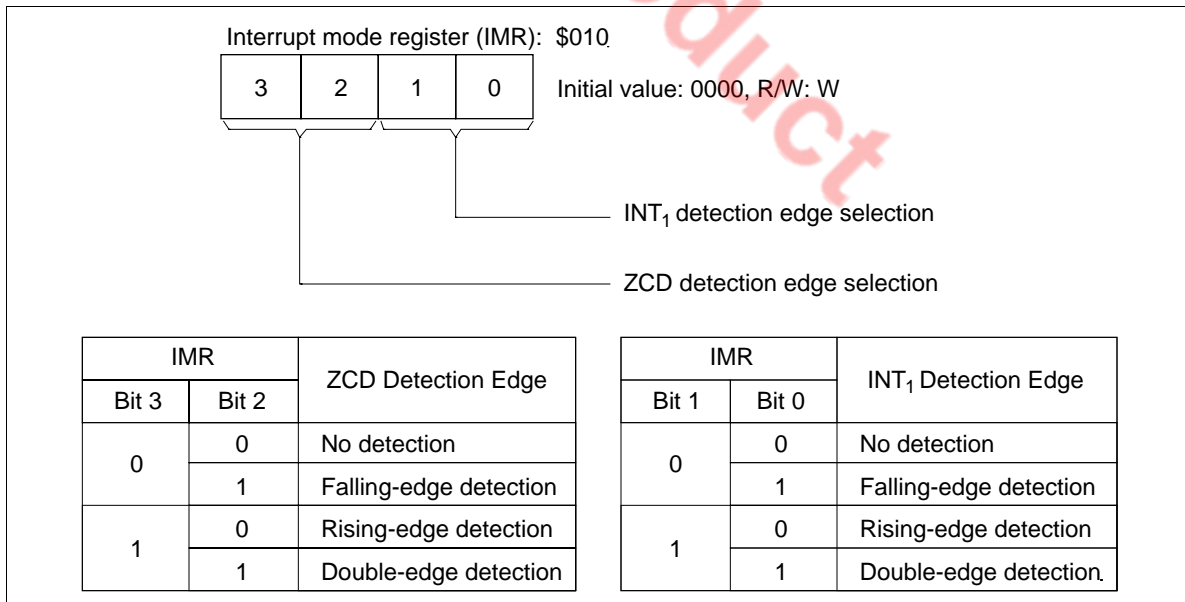 Interrupt mode register (IMR): $010
3 2 1 0 Initial value: 0000, R/W: W
INT₁ detection edge selection
ZCD detection edge selection
IMR ZCD Detection Edge
Bit 3 Bit 2
0 0 No detection
1 Falling-edge detection
1 0 Rising-edge detection
1 Double-edge detection
IMR INT₁ Detection Edge
Bit 1 Bit 0
0 0 No detection
1 Falling-edge detection
1 0 Rising-edge detection
1 Double-edge detection